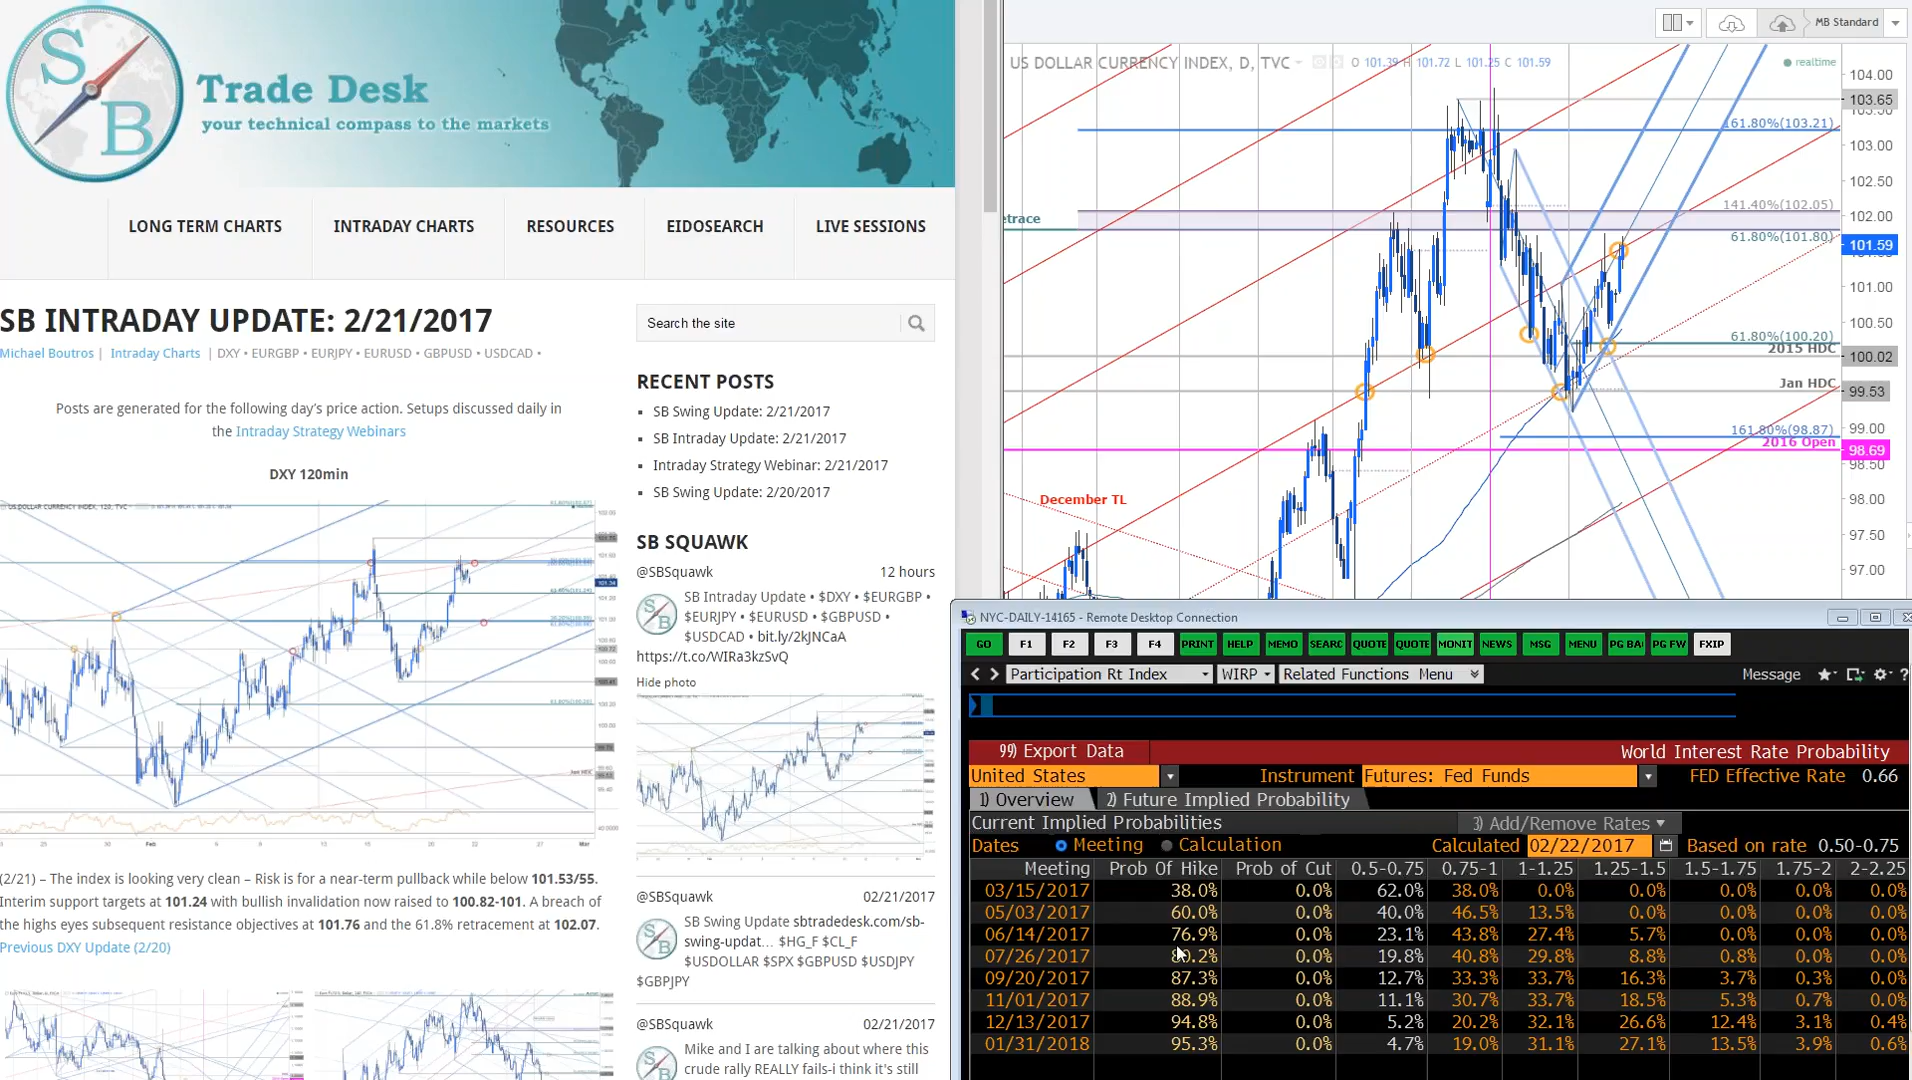 S
B
Trade Desk
your technical compass to the markets
LONG TERM CHARTS INTRADAY CHARTS RESOURCES EIDOSEARCH LIVE SESSIONS
SB INTRADAY UPDATE: 2/21/2017
Michael Boutros | Intraday Charts | DXY • EURGBP • EURJPY • EURUSD • GBPUSD • USDCAD •
Posts are generated for the following day's price action. Setups discussed daily in
the Intraday Strategy Webinars
DXY 120min
(2/21) – The index is looking very clean – Risk is for a near-term pullback while below 101.53/55.
Interim support targets at 101.24 with bullish invalidation now raised to 100.82-101. A breach of
the highs eyes subsequent resistance objectives at 101.76 and the 61.8% retracement at 102.07.
Previous DXY Update (2/20)
Search the site
RECENT POSTS
SB Swing Update: 2/21/2017
SB Intraday Update: 2/21/2017
Intraday Strategy Webinar: 2/21/2017
SB Swing Update: 2/20/2017
SB SQUAWK
@SBSquawk 12 hours
SB Intraday Update • $DXY • $EURGBP •
$EURJPY • $EURUSD • $GBPUSD •
$USDCAD • bit.ly/2kJNCaA
https://t.co/WIRa3kzSvQ
Hide photo
@SBSquawk 02/21/2017
SB Swing Update sbtradedesk.com/sb-
swing-updat... $HG_F $CL_F
$USDOLLAR $SPX $GBPUSD $USDJPY
$GBPJPY
@SBSquawk 02/21/2017
Mike and I are talking about where this
crude rally REALLY fails-i think it's still
MB Standard
US DOLLAR CURRENCY INDEX, D, TVC O 101.39 H 101.72 L 101.25 C 101.59
realtime
104.00
103.65
161.80%(103.21)
103.00
102.50
141.40%(102.05)
102.00
etrace
61.80%(101.80)
101.59
101.00
100.50
61.80%(100.20)
2015 HDC
100.02
Jan HDC
99.53
99.00
161.80%(98.87)
2016 Open
98.69
98.50
98.00
December TL
97.50
97.00
NYC-DAILY-14165 - Remote Desktop Connection
GO F1 F2 F3 F4 PRINT HELP MEMO SEARC QUOTE QUOTE MONIT NEWS MSG MENU PG BA PG FW FXIP
Participation Rt Index WIRP Related Functions Menu Message
99) Export Data World Interest Rate Probability
United States Instrument Futures: Fed Funds FED Effective Rate 0.66
1) Overview 2) Future Implied Probability
Current Implied Probabilities 3) Add/Remove Rates
Dates Meeting Calculation Calculated 02/22/2017 Based on rate 0.50-0.75
Meeting Prob Of Hike Prob of Cut 0.5-0.75 0.75-1 1-1.25 1.25-1.5 1.5-1.75 1.75-2 2-2.25
03/15/2017 38.0% 0.0% 62.0% 38.0% 0.0% 0.0% 0.0% 0.0% 0.0%
05/03/2017 60.0% 0.0% 40.0% 46.5% 13.5% 0.0% 0.0% 0.0% 0.0%
06/14/2017 76.9% 0.0% 23.1% 43.8% 27.4% 5.7% 0.0% 0.0% 0.0%
07/26/2017 80.2% 0.0% 19.8% 40.8% 29.8% 8.8% 0.8% 0.0% 0.0%
09/20/2017 87.3% 0.0% 12.7% 33.3% 33.7% 16.3% 3.7% 0.3% 0.0%
11/01/2017 88.9% 0.0% 11.1% 30.7% 33.7% 18.5% 5.3% 0.7% 0.0%
12/13/2017 94.8% 0.0% 5.2% 20.2% 32.1% 26.6% 12.4% 3.1% 0.4%
01/31/2018 95.3% 0.0% 4.7% 19.0% 31.1% 27.1% 13.5% 3.9% 0.6%